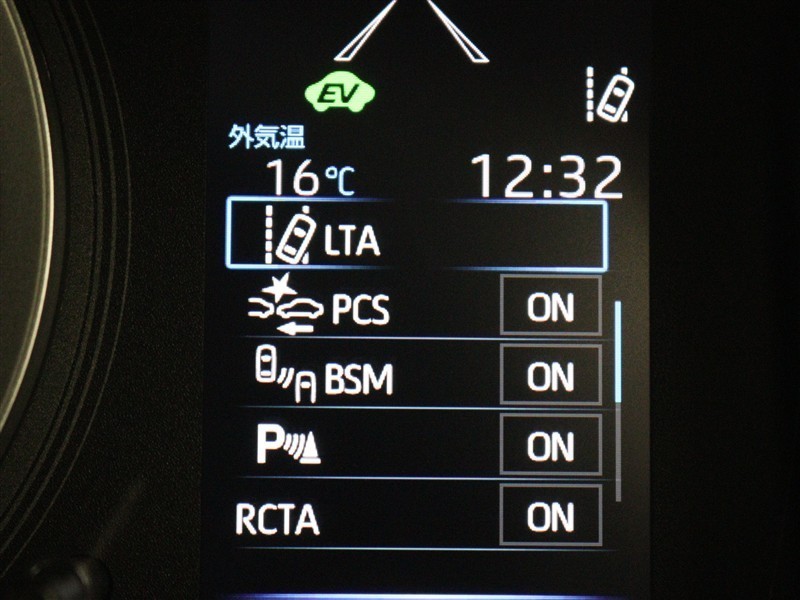 EV
外気温
16℃ 12:32
LTA
PCS ON
BSM ON
P ON
RCTA ON